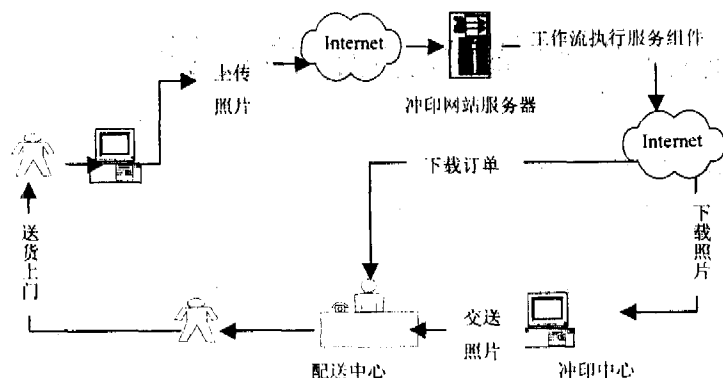 Internet
工作流执行服务组件
上传
照片
冲印网站服务器
Internet
下载订单
下载照片
送货上门
交送
照片
配送中心
冲印中心